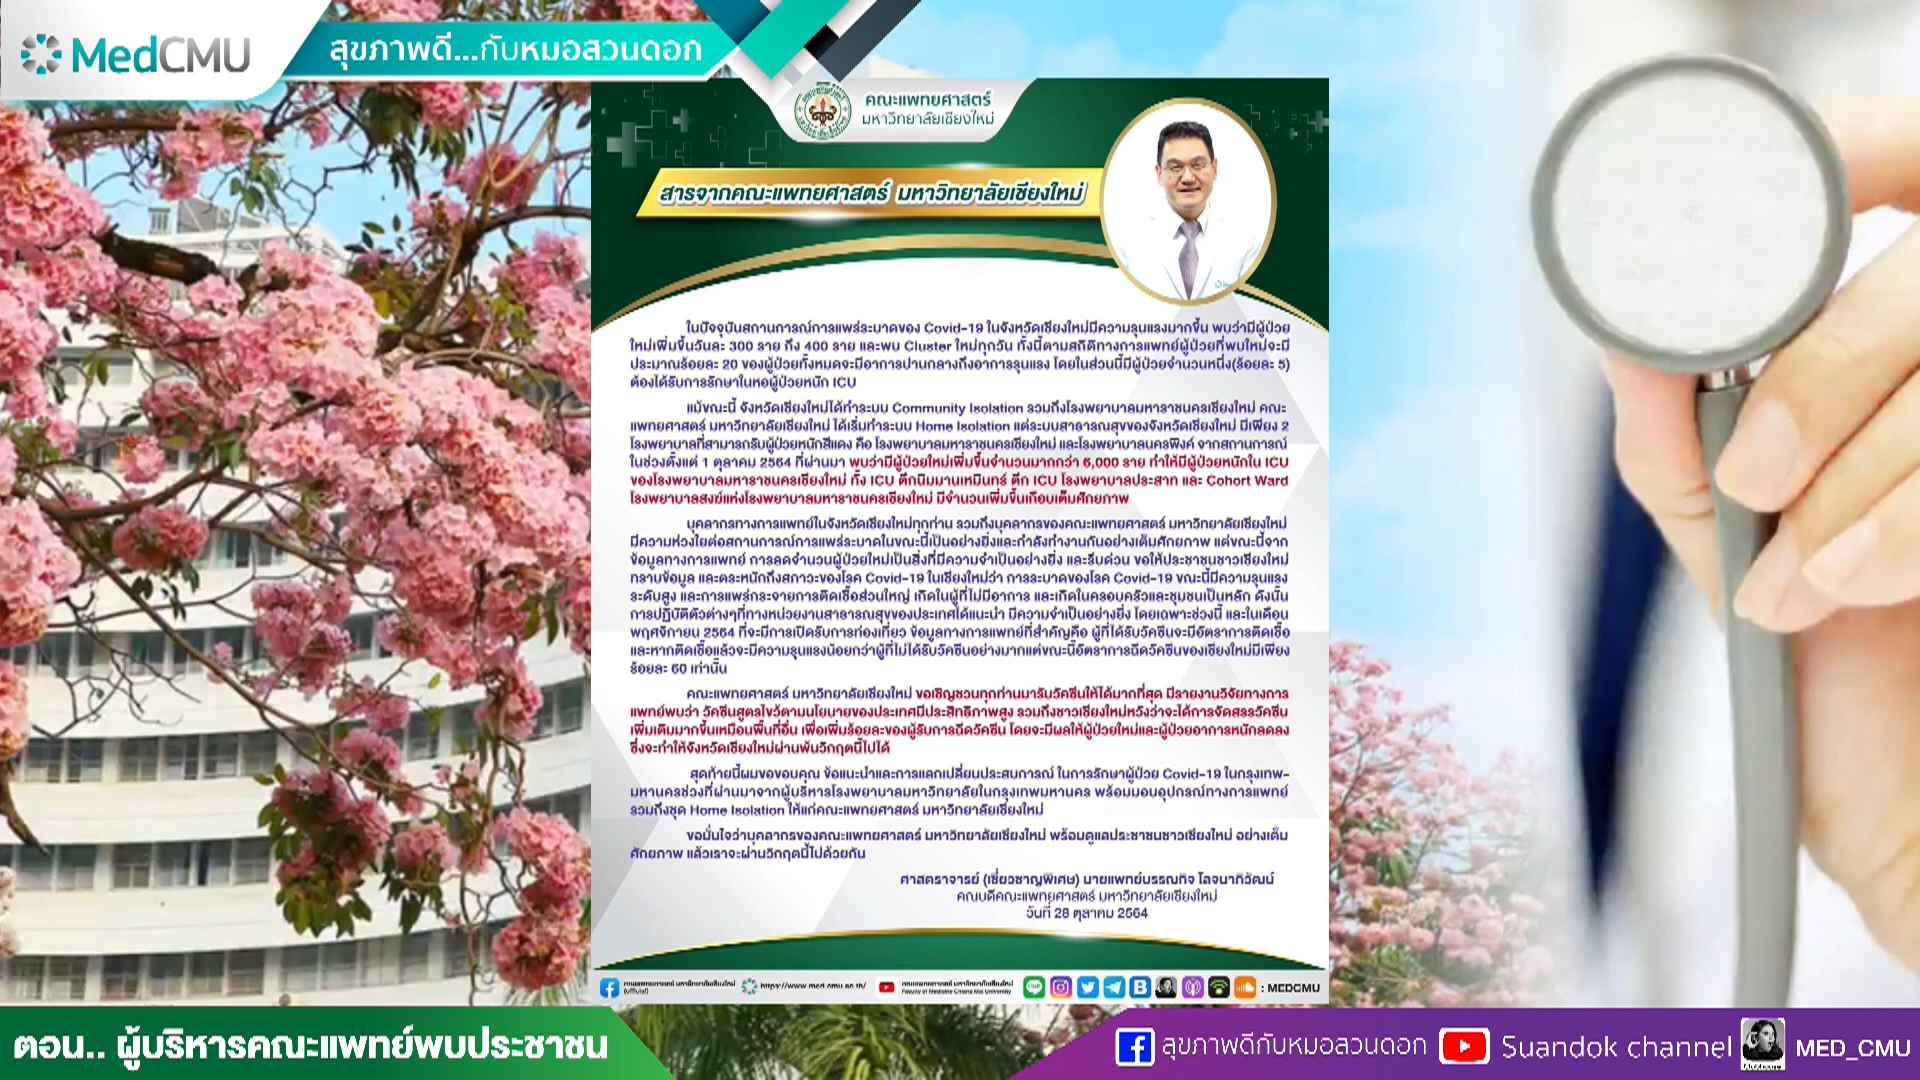 MedCMU
สุขภาพดี...กับหมอสวนดอก
คณะแพทยศาสตร์
มหาวิทยาลัยเชียงใหม่
สารจากคณะแพทยศาสตร์ มหาวิทยาลัยเชียงใหม่
ในปัจจุบันสถานการณ์การแพร่ระบาดของ Covid-19 ในจังหวัดเชียงใหม่มีความรุนแรงมากขึ้น พบว่ามีผู้ป่วย
ใหม่เพิ่มขึ้นวันละ 300 ราย ถึง 400 ราย และพบ Cluster ใหม่ทุกวัน ทั้งนี้ตามสถิติทางการแพทย์ผู้ป่วยที่พบใหม่จะมี
ประมาณร้อยละ 20 ของผู้ป่วยทั้งหมดจะมีอาการปานกลางถึงอาการรุนแรง โดยในส่วนนี้มีผู้ป่วยจำนวนหนึ่ง(ร้อยละ 5)
ต้องได้รับการรักษาในหอผู้ป่วยหนัก ICU
แม้ขณะนี้ จังหวัดเชียงใหม่ได้ทำระบบ Community Isolation รวมถึงโรงพยาบาลมหาราชนครเชียงใหม่ คณะ
แพทยศาสตร์ มหาวิทยาลัยเชียงใหม่ ได้เริ่มทำระบบ Home Isolation แต่ระบบสาธารณสุขของจังหวัดเชียงใหม่ มีเพียง 2
โรงพยาบาลที่สามารถรับผู้ป่วยหนักสีแดง คือ โรงพยาบาลมหาราชนครเชียงใหม่ และโรงพยาบาลนครพิงค์ จากสถานการณ์
ในช่วงตั้งแต่ 1 ตุลาคม 2564 ที่ผ่านมา พบว่ามีผู้ป่วยใหม่เพิ่มขึ้นจำนวนมากกว่า 6,000 ราย ทำให้มีผู้ป่วยหนักใน ICU
ของโรงพยาบาลมหาราชนครเชียงใหม่ ทั้ง ICU ตึกนิมมานเหมินทร์ ตึก ICU โรงพยาบาลประสาท และ Cohort Ward
โรงพยาบาลสงฆ์แห่งโรงพยาบาลมหาราชนครเชียงใหม่ มีจำนวนเพิ่มขึ้นเกือบเต็มศักยภาพ
บุคลากรทางการแพทย์ในจังหวัดเชียงใหม่ทุกท่าน รวมถึงบุคลากรของคณะแพทยศาสตร์ มหาวิทยาลัยเชียงใหม่
มีความห่วงใยต่อสถานการณ์การแพร่ระบาดในขณะนี้เป็นอย่างยิ่งและกำลังทำงานกันอย่างเต็มศักยภาพ แต่ขณะนี้จาก
ข้อมูลทางการแพทย์ การลดจำนวนผู้ป่วยใหม่เป็นสิ่งที่มีความจำเป็นอย่างยิ่ง และรีบด่วน ขอให้ประชาชนชาวเชียงใหม่
ทราบข้อมูล และตระหนักถึงสภาวะของโรค Covid-19 ในเชียงใหม่ว่า การระบาดของโรค Covid-19 ขณะนี้มีความรุนแรง
ระดับสูง และการแพร่กระจายการติดเชื้อส่วนใหญ่ เกิดในผู้ที่ไม่มีอาการ และเกิดในครอบครัวและชุมชนเป็นหลัก ดังนั้น
การปฏิบัติตัวต่างๆที่ทางหน่วยงานสาธารณสุขของประเทศได้แนะนำ มีความจำเป็นอย่างยิ่ง โดยเฉพาะช่วงนี้ และในเดือน
พฤศจิกายน 2564 ที่จะมีการเปิดรับการท่องเที่ยว ข้อมูลทางการแพทย์ที่สำคัญคือ ผู้ที่ได้รับวัคซีนจะมีอัตราการติดเชื้อ
และหากติดเชื้อแล้วจะมีความรุนแรงน้อยกว่าผู้ที่ไม่ได้รับวัคซีนอย่างมากแต่ขณะนี้อัตราการฉีดวัคซีนของเชียงใหม่มีเพียง
ร้อยละ 60 เท่านั้น
คณะแพทยศาสตร์ มหาวิทยาลัยเชียงใหม่ ขอเชิญชวนทุกท่านมารับวัคซีนให้ได้มากที่สุด มีรายงานวิจัยทางการ
แพทย์พบว่า วัคซีนสูตรไขว้ตามนโยบายของประเทศมีประสิทธิภาพสูง รวมถึงชาวเชียงใหม่หวังว่าจะได้การจัดสรรวัคซีน
เพิ่มเติมมากขึ้นเหมือนพื้นที่อื่น เพื่อเพิ่มร้อยละของผู้รับการฉีดวัคซีน โดยจะมีผลให้ผู้ป่วยใหม่และผู้ป่วยอาการหนักลดลง
ซึ่งจะทำให้จังหวัดเชียงใหม่ผ่านพ้นวิกฤตนี้ไปได้
สุดท้ายนี้ผมขอขอบคุณ ข้อแนะนำและการแลกเปลี่ยนประสบการณ์ ในการรักษาผู้ป่วย Covid-19 ในกรุงเทพ-
มหานครช่วงที่ผ่านมาจากผู้บริหารโรงพยาบาลมหาวิทยาลัยในกรุงเทพมหานคร พร้อมมอบอุปกรณ์ทางการแพทย์
รวมถึงชุด Home Isolation ให้แก่คณะแพทยศาสตร์ มหาวิทยาลัยเชียงใหม่
ขอมั่นใจว่าบุคลากรของคณะแพทยศาสตร์ มหาวิทยาลัยเชียงใหม่ พร้อมดูแลประชาชนชาวเชียงใหม่ อย่างเต็ม
ศักยภาพ แล้วเราจะผ่านวิกฤตนี้ไปด้วยกัน
ศาสตราจารย์ (เชี่ยวชาญพิเศษ) นายแพทย์บรรณกิจ โลจนาภิวัฒน์
คณบดีคณะแพทยศาสตร์ มหาวิทยาลัยเชียงใหม่
วันที่ 28 ตุลาคม 2564
คณะแพทยศาสตร์ มหาวิทยาลัยเชียงใหม่
(official)
https://www.med.cmu.ac.th/
คณะแพทยศาสตร์ มหาวิทยาลัยเชียงใหม่
Faculty of Medicine Chiang Mai University
: MEDCMU
ตอน.. ผู้บริหารคณะแพทย์พบประชาชน
สุขภาพดีกับหมอสวนดอก
Suandok channel
MED_CMU